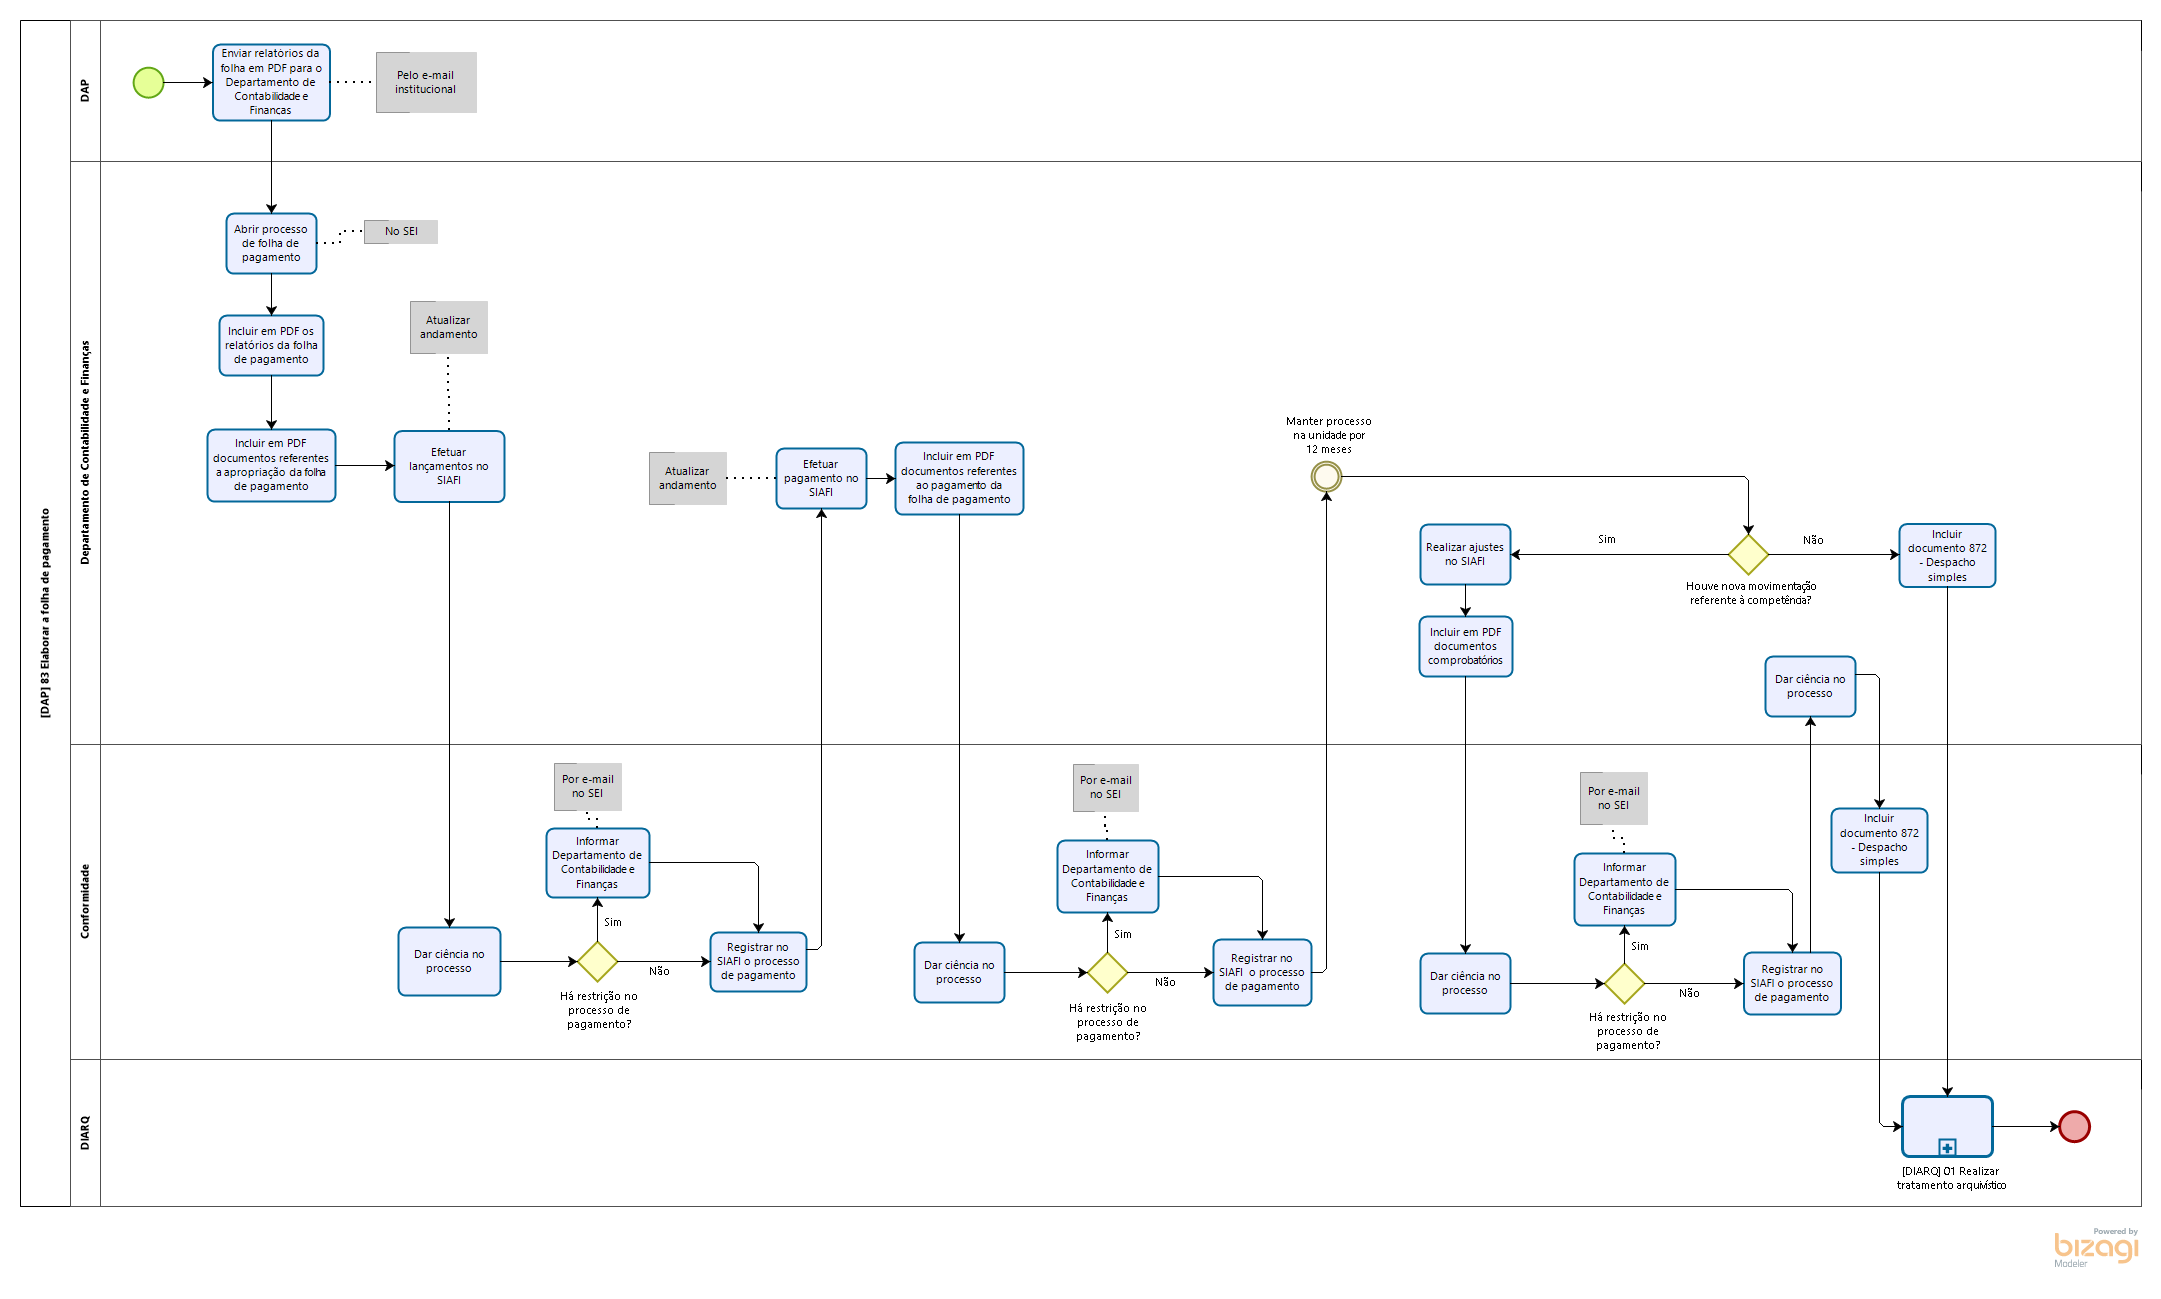 [DAP] 83 Elaborar a folha de pagamento
DAP
Enviar relatórios da
folha em PDF para o
Departamento de
Contabilidade e
Finanças
Pelo e-mail
institucional
Departamento de Contabilidade e Finanças
Abrir processo
de folha de
pagamento
No SEI
Incluir em PDF os
relatórios da folha
de pagamento
Atualizar
andamento
Incluir em PDF
documentos referentes
a apropriação da folha
de pagamento
Efetuar
lançamentos no
SIAFI
Atualizar
andamento
Efetuar
pagamento no
SIAFI
Incluir em PDF
documentos referentes
ao pagamento da
folha de pagamento
Manter processo
na unidade por
12 meses
Realizar ajustes
no SIAFI
Sim
Houve nova movimentação
referente à competência?
Não
Incluir
documento 872
- Despacho
simples
Incluir em PDF
documentos
comprobatórios
Dar ciência no
processo
Conformidade
Por e-mail
no SEI
Informar
Departamento de
Contabilidade e
Finanças
Sim
Dar ciência no
processo
Há restrição no
processo de
pagamento?
Não
Registrar no
SIAFI o processo
de pagamento
Por e-mail
no SEI
Informar
Departamento de
Contabilidade e
Finanças
Sim
Dar ciência no
processo
Há restrição no
processo de
pagamento?
Não
Registrar no
SIAFI o processo
de pagamento
Por e-mail
no SEI
Informar
Departamento de
Contabilidade e
Finanças
Sim
Dar ciência no
processo
Há restrição no
processo de
pagamento?
Não
Registrar no
SIAFI o processo
de pagamento
Incluir
documento 872
- Despacho
simples
DIARQ
[DIARQ] 01 Realizar
tratamento arquivístico
Powered by
bizagi
Modeler